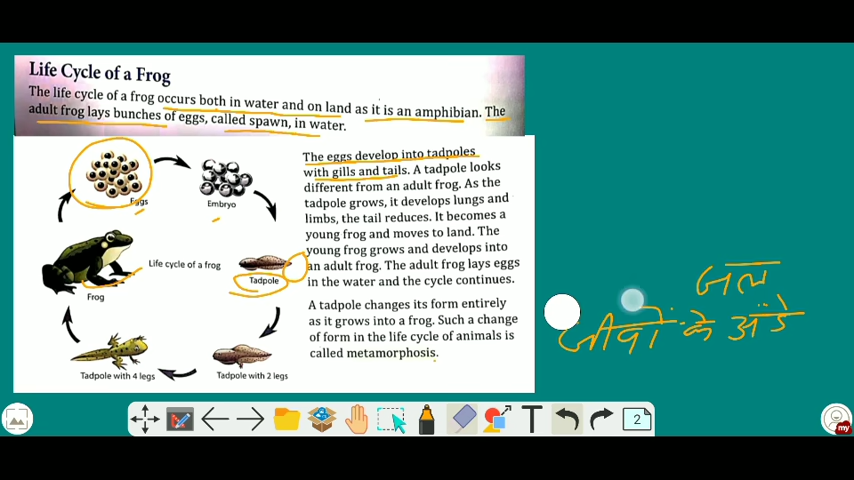 Life Cycle of a Frog
The life cycle of a frog occurs both in water and on land as it is an amphibian. The
adult frog lays bunches of eggs, called spawn, in water.
Eggs
Embryo
Life cycle of a frog
Tadpole
Frog
Tadpole with 4 legs
Tadpole with 2 legs
The eggs develop into tadpoles
with gills and tails. A tadpole looks
different from an adult frog. As the
tadpole grows, it develops lungs and
limbs, the tail reduces. It becomes a
young frog and moves to land. The
young frog grows and develops into
an adult frog. The adult frog lays eggs
in the water and the cycle continues.
A tadpole changes its form entirely
as it grows into a frog. Such a change
of form in the life cycle of animals is
called metamorphosis.
जल
जीवों के अंडे
T
2
my